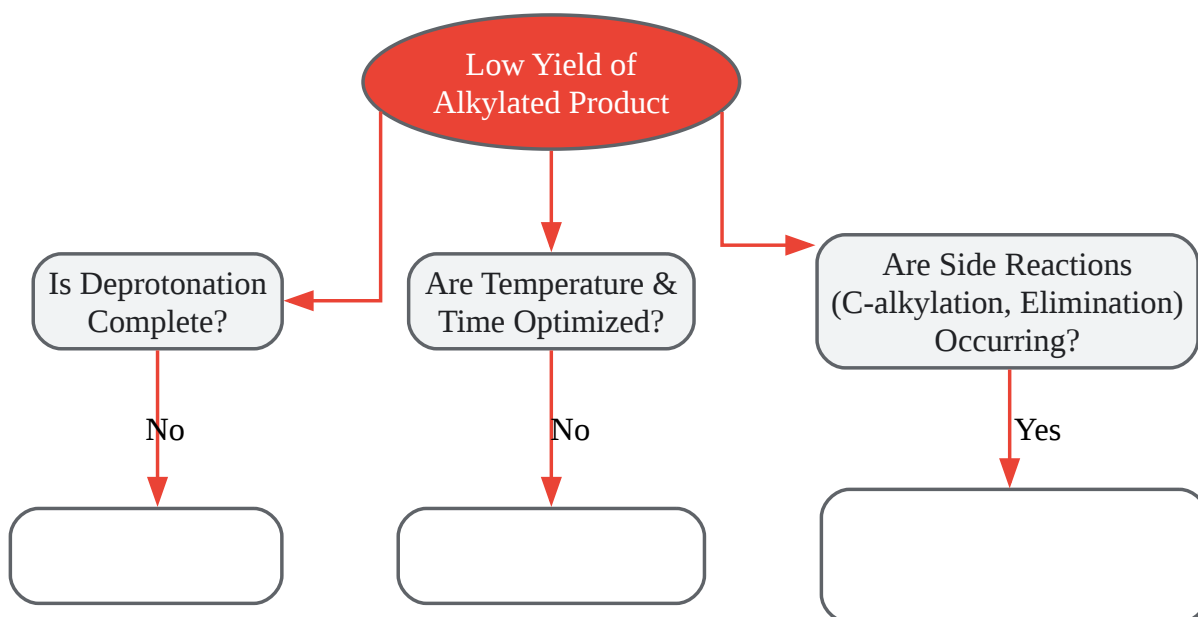 Low Yield of
Alkylated Product
Is Deprotonation
Complete?
Are Temperature &
Time Optimized?
Are Side Reactions
(C-alkylation, Elimination)
Occurring?
No
No
Yes